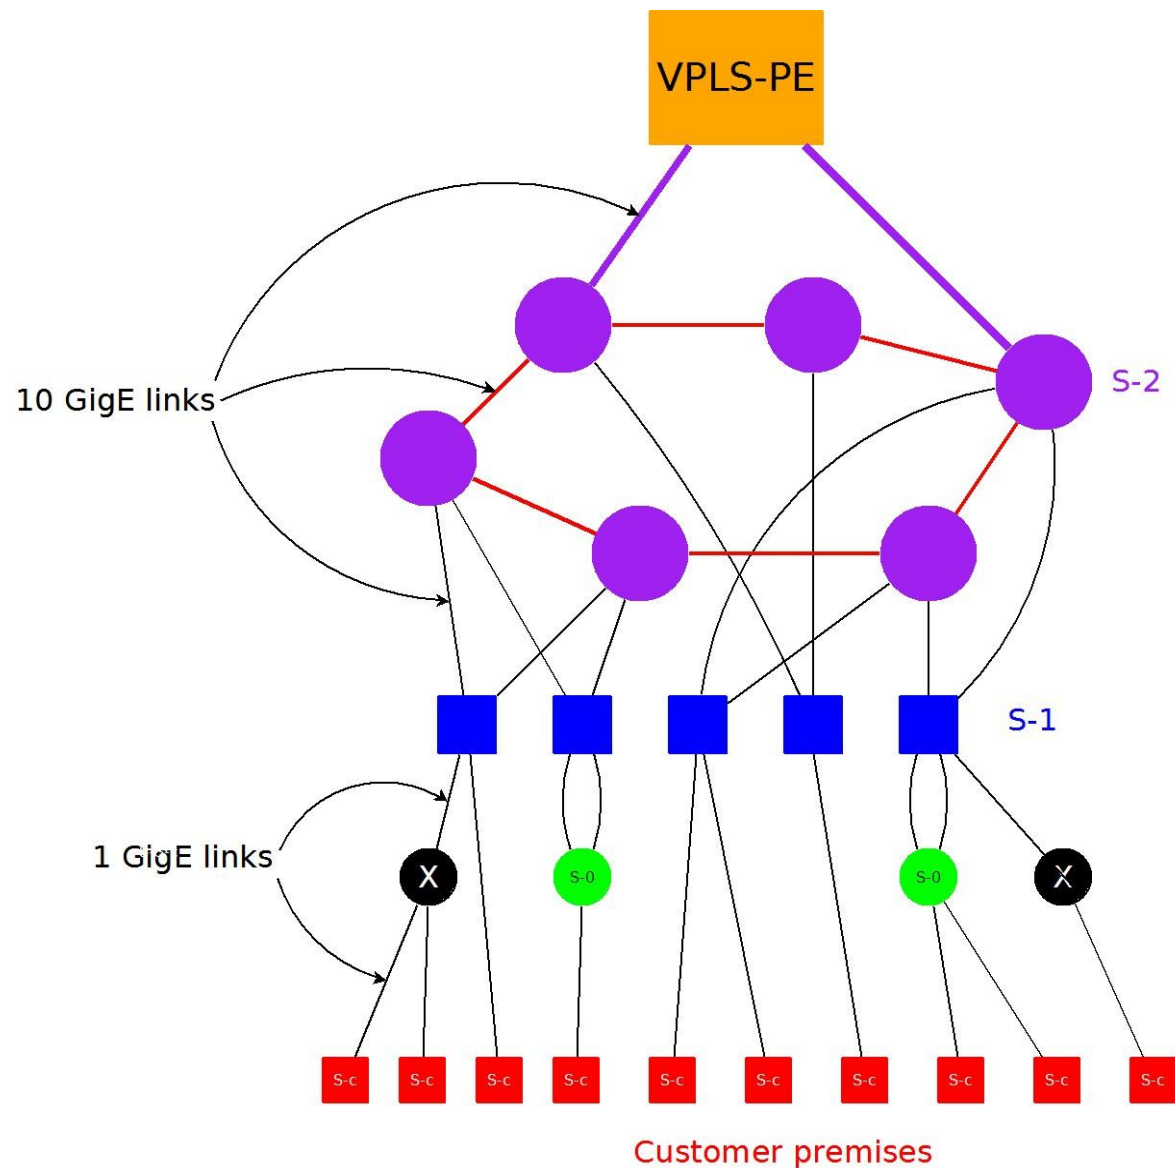 VPLS-PE
S-2
10 GigE links
S-1
1 GigE links
X
S-0
S-0
X
S-c
S-c
S-c
S-c
S-c
S-c
S-c
S-c
S-c
S-c
Customer premises